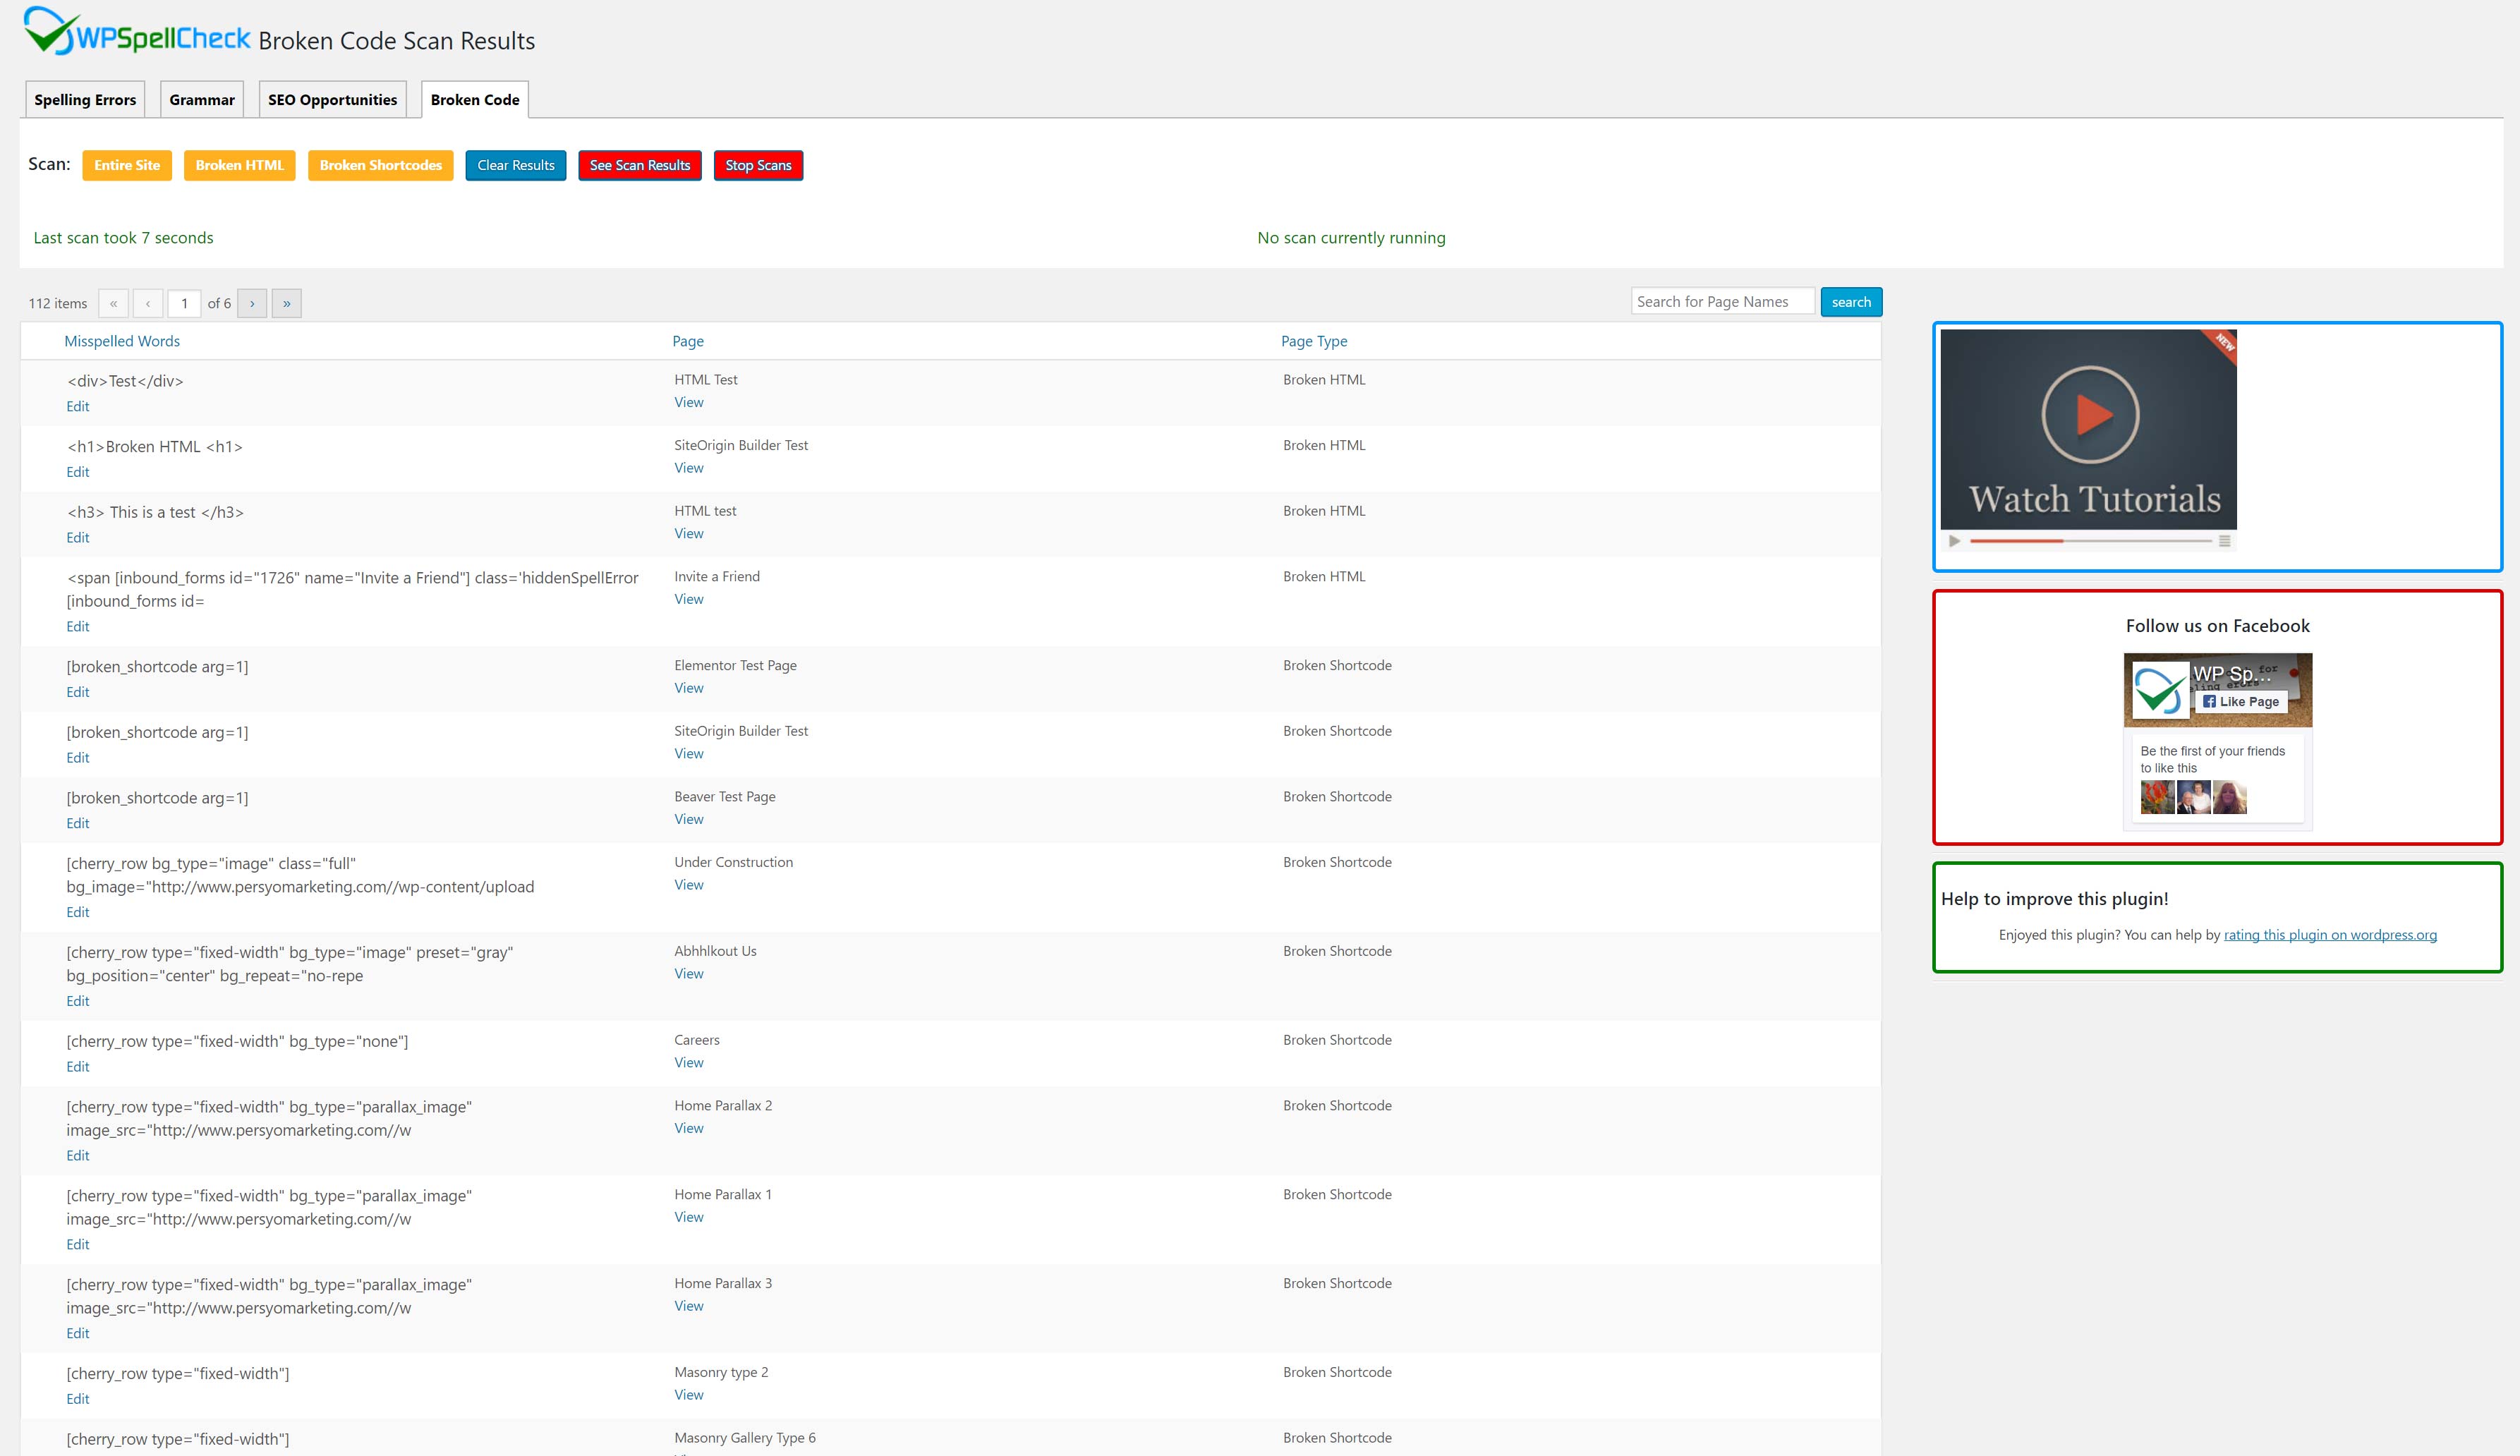 WPSpellCheck Broken Code Scan Results
Spelling Errors Grammar SEO Opportunities Broken Code
Scan: Entire Site Broken HTML Broken Shortcodes Clear Results See Scan Results Stop Scans
Last scan took 7 seconds No scan currently running
112 items « ‹ 1 of 6 › » Search for Page Names search
Misspelled Words Page Page Type
<div>Test</div> HTML Test Broken HTML
Edit View
<h1>Broken HTML <h1> SiteOrigin Builder Test Broken HTML
Edit View
<h3> This is a test </h3> HTML test Broken HTML
Edit View
<span [inbound_forms id="1726" name="Invite a Friend"] class='hiddenSpellError Invite a Friend Broken HTML
[inbound_forms id= View
Edit
[broken_shortcode arg=1] Elementor Test Page Broken Shortcode
Edit View
[broken_shortcode arg=1] SiteOrigin Builder Test Broken Shortcode
Edit View
[broken_shortcode arg=1] Beaver Test Page Broken Shortcode
Edit View
[cherry_row bg_type="image" class="full" Under Construction Broken Shortcode
bg_image="http://www.persyomarketing.com//wp-content/upload View
Edit
[cherry_row type="fixed-width" bg_type="image" preset="gray" Abhhlkout Us Broken Shortcode
bg_position="center" bg_repeat="no-repe View
Edit
[cherry_row type="fixed-width" bg_type="none"] Careers Broken Shortcode
Edit View
[cherry_row type="fixed-width" bg_type="parallax_image" Home Parallax 2 Broken Shortcode
image_src="http://www.persyomarketing.com//w View
Edit
[cherry_row type="fixed-width" bg_type="parallax_image" Home Parallax 1 Broken Shortcode
image_src="http://www.persyomarketing.com//w View
Edit
[cherry_row type="fixed-width" bg_type="parallax_image" Home Parallax 3 Broken Shortcode
image_src="http://www.persyomarketing.com//w View
Edit
[cherry_row type="fixed-width"] Masonry type 2 Broken Shortcode
Edit View
[cherry_row type="fixed-width"] Masonry Gallery Type 6 Broken Shortcode
NEW
Watch Tutorials
Follow us on Facebook
WP Sp...
Like Page
Be the first of your friends
to like this
Help to improve this plugin!
Enjoyed this plugin? You can help by rating this plugin on wordpress.org